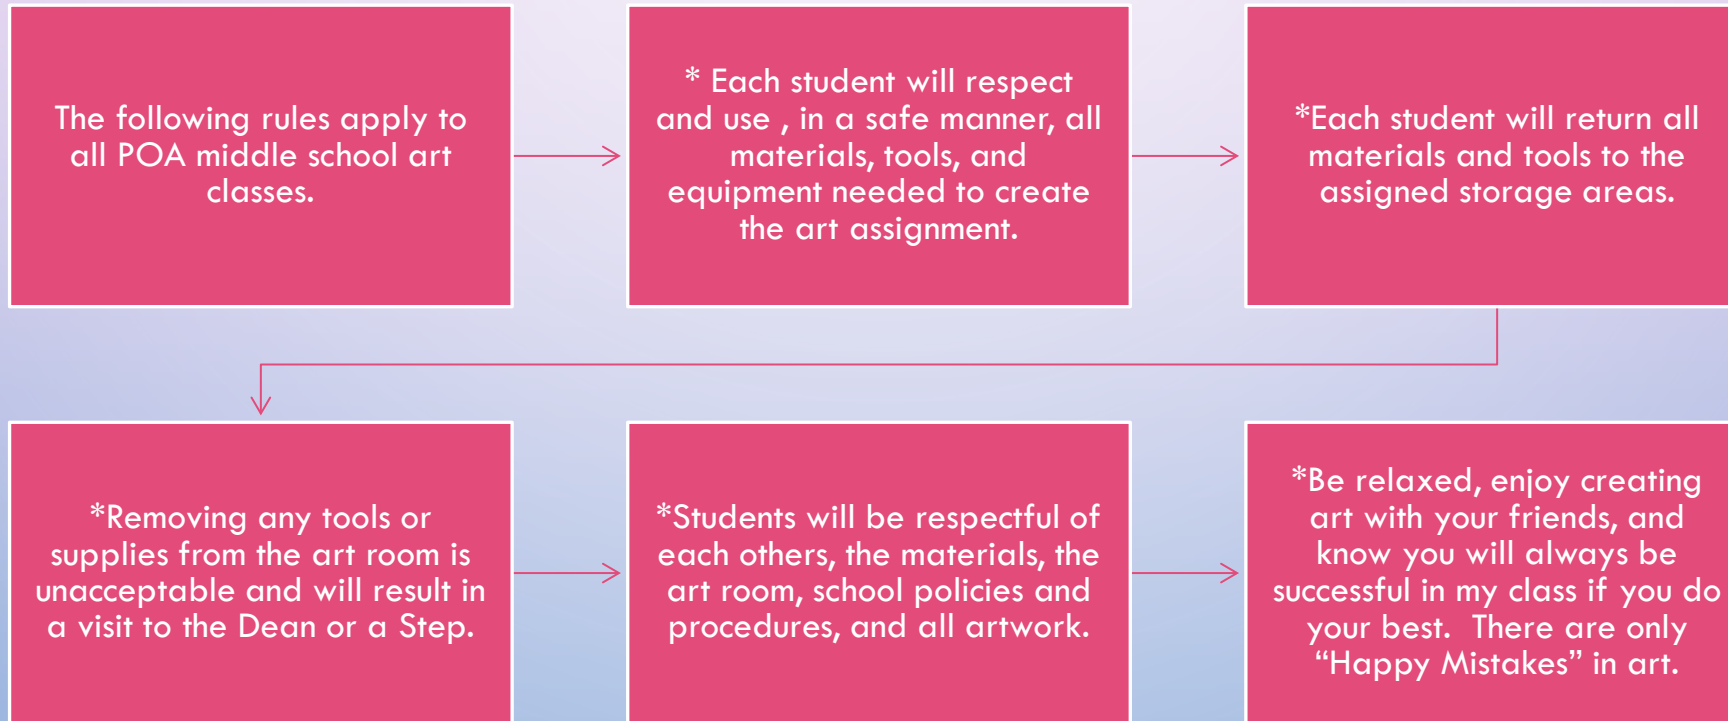 The following rules apply to
all POA middle school art
classes.
* Each student will respect
and use , in a safe manner, all
materials, tools, and
equipment needed to create
the art assignment.
*Each student will return all
materials and tools to the
assigned storage areas.
*Removing any tools or
supplies from the art room is
unacceptable and will result in
a visit to the Dean or a Step.
*Students will be respectful of
each others, the materials, the
art room, school policies and
procedures, and all artwork.
*Be relaxed, enjoy creating
art with your friends, and
know you will always be
successful in my class if you do
your best.  There are only
“Happy Mistakes” in art.